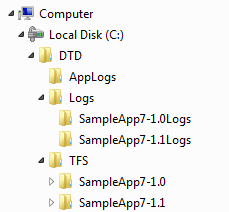 Computer
Local Disk (C:)
DTD
AppLogs
Logs
SampleApp7-1.0Logs
SampleApp7-1.1Logs
TFS
SampleApp7-1.0
SampleApp7-1.1